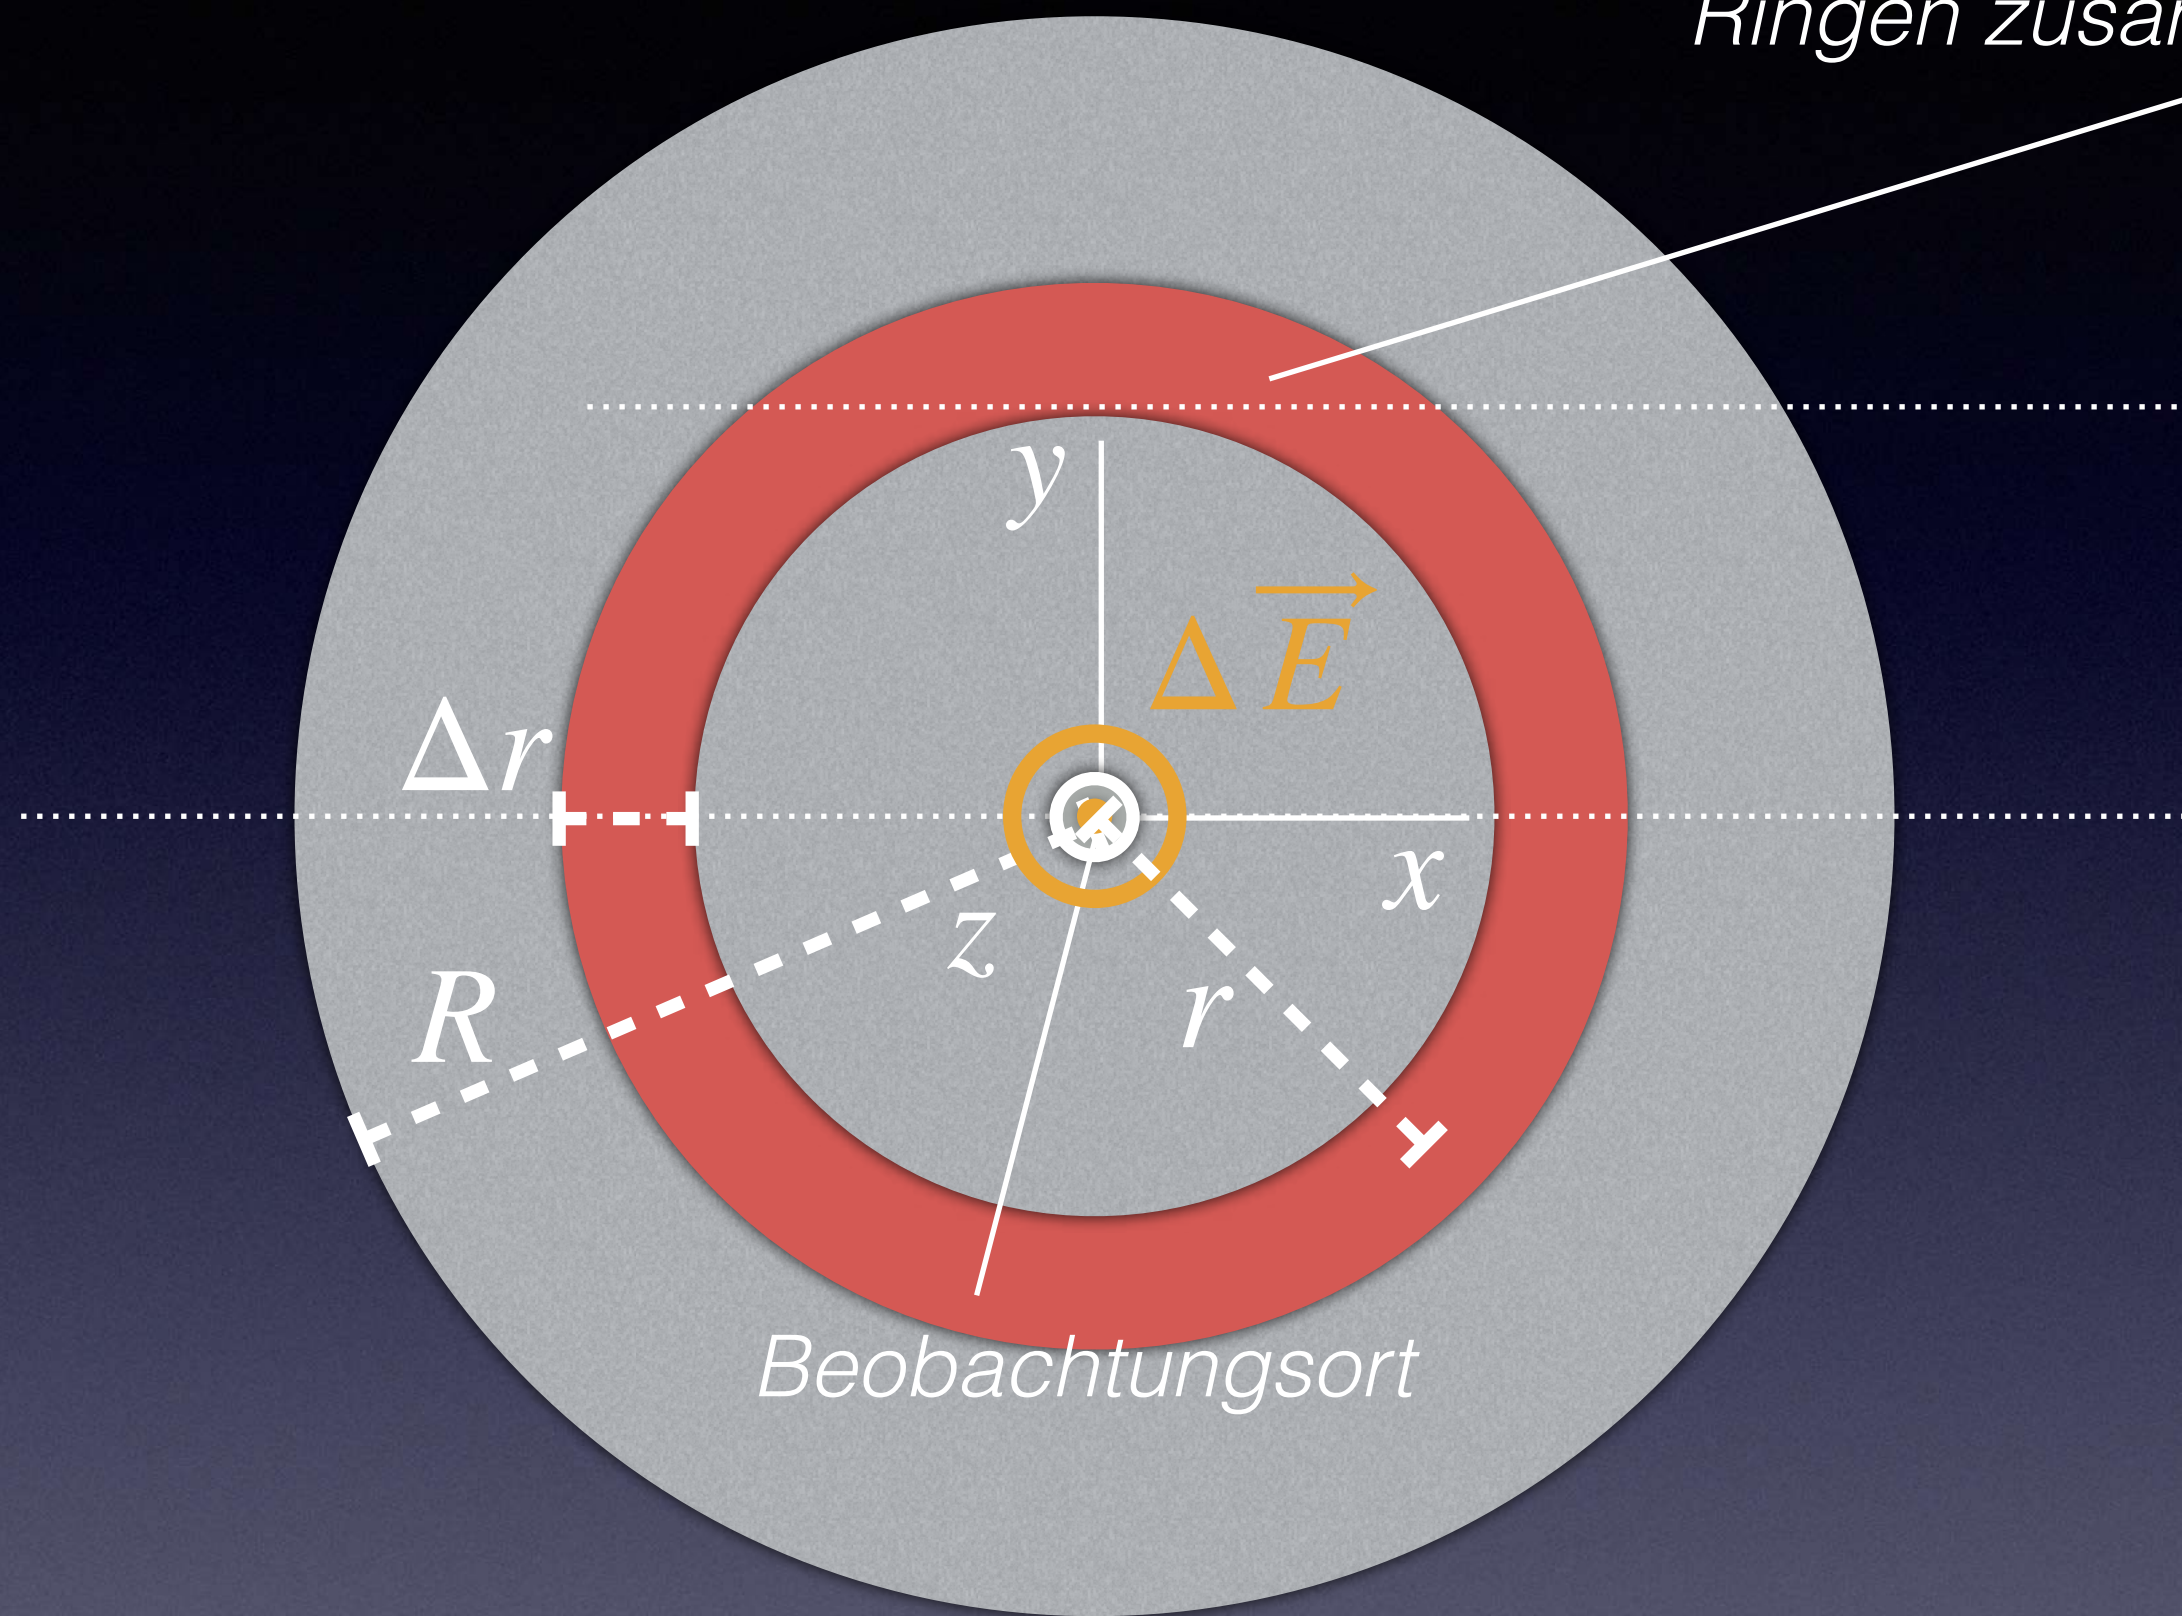 Ringen
y
ΔE⃗
Δr
x
z
R
r
Beobachtungsort